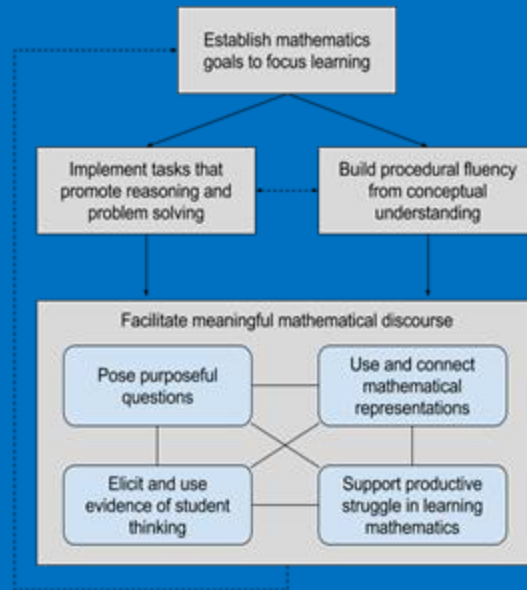 Establish mathematics
goals to focus learning
Implement tasks that
promote reasoning and
problem solving
Build procedural fluency
from conceptual
understanding
Facilitate meaningful mathematical discourse
Pose purposeful
questions
Use and connect
mathematical
representations
Elicit and use
evidence of student
thinking
Support productive
struggle in learning
mathematics